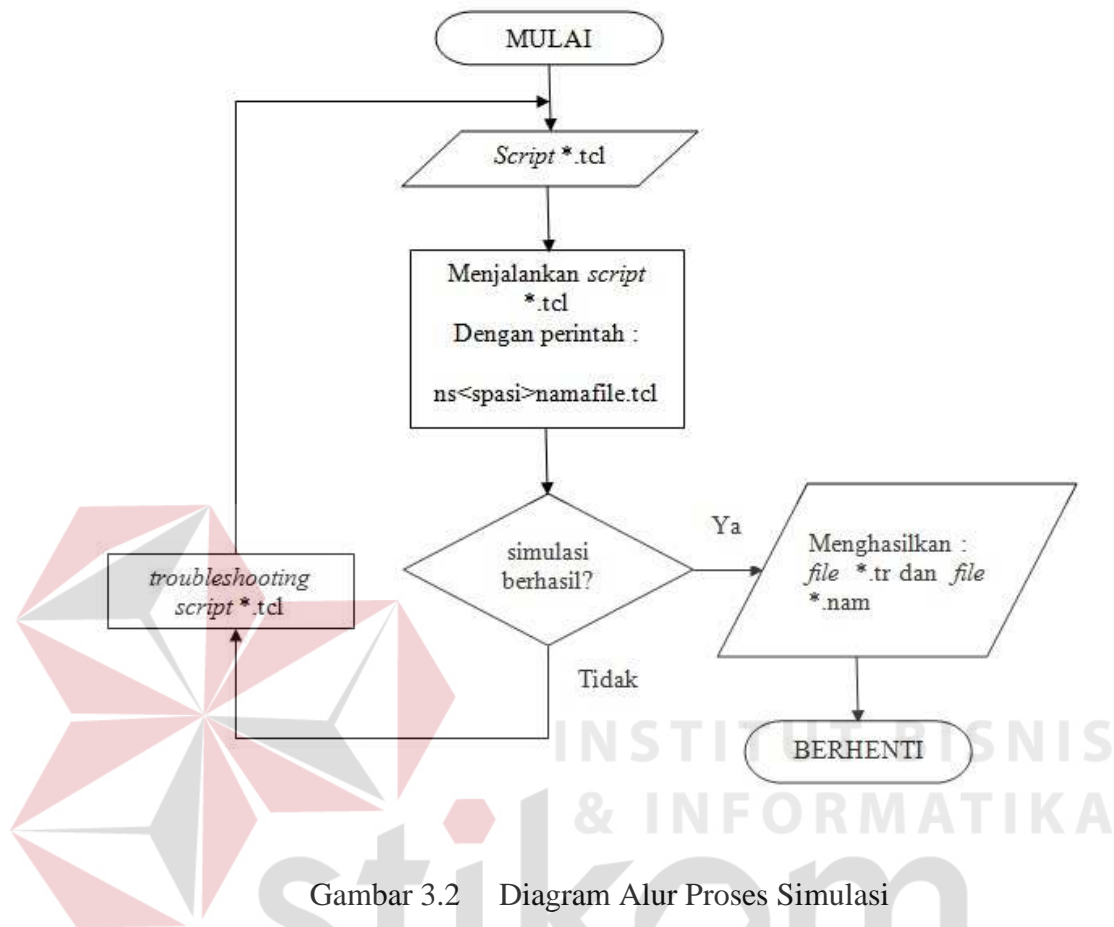 MULAI
Script *.tcl
Menjalankan script
*.tcl
Dengan perintah :
ns<spasi>namafile.tcl
simulasi
berhasil?
Ya
Menghasilkan :
file *.tr dan file
*.nam
troubleshooting
script *.tcl
Tidak
BERHENTI
INSTITUT BISNIS
& INFORMATIKA
stikom
Gambar 3.2 Diagram Alur Proses Simulasi